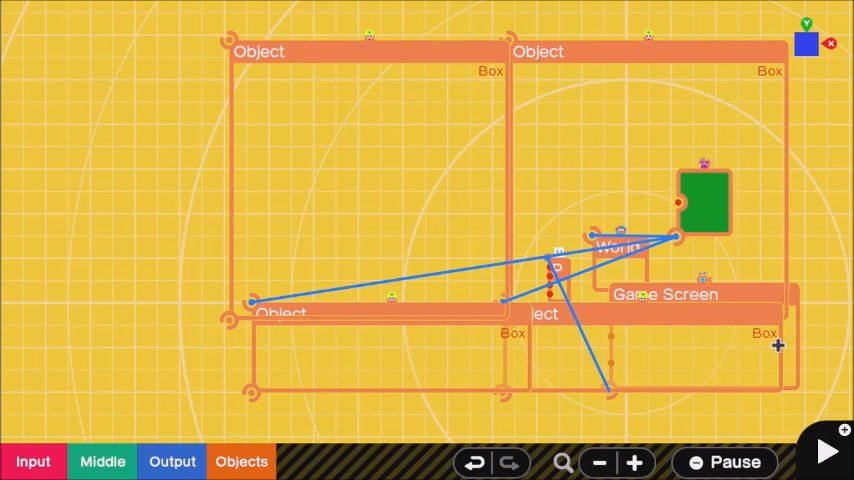 Y
X
Object
Object
Box
Box
World
Game Screen
Object
ject
Box
Box
Input
Middle
Output
Objects
Pause